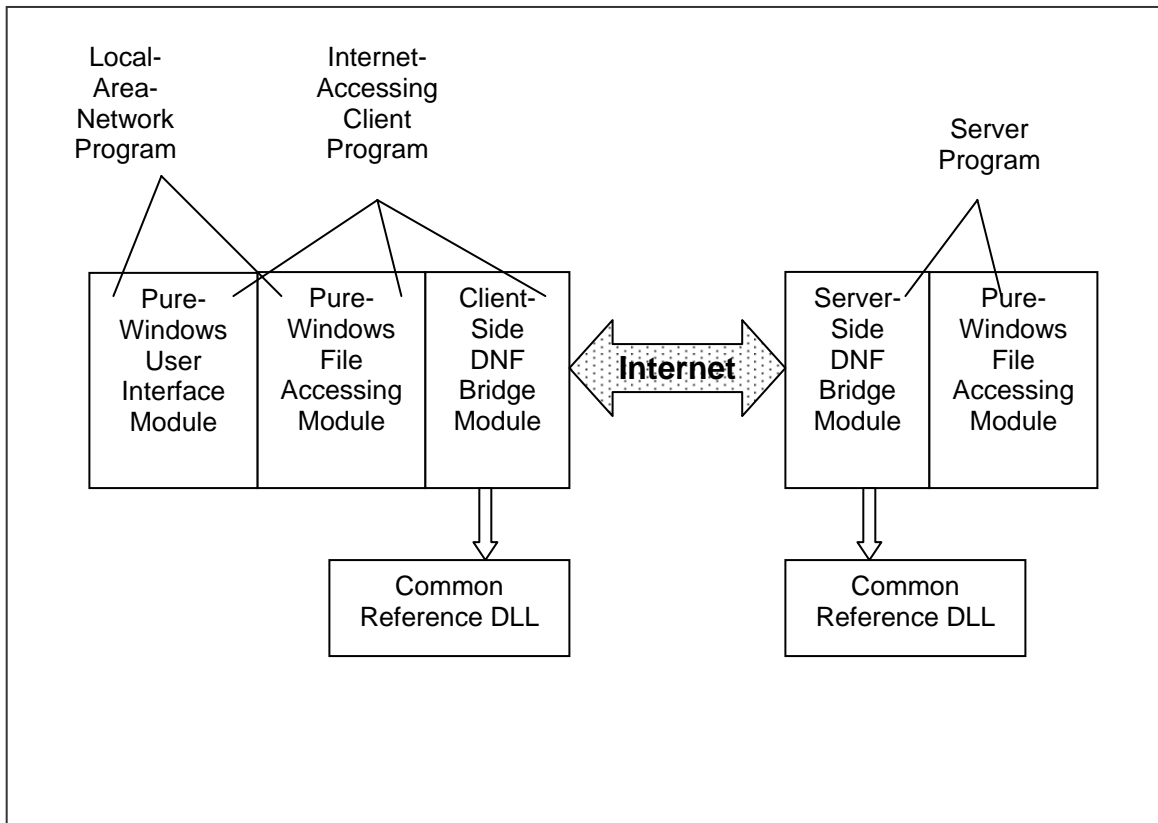 Local-
Area-
Network
Program
Internet-
Accessing
Client
Program
Server
Program
Pure-
Windows
User
Interface
Module
Pure-
Windows
File
Accessing
Module
Client-
Side
DNF
Bridge
Module
Internet
Server-
Side
DNF
Bridge
Module
Pure-
Windows
File
Accessing
Module
Common
Reference DLL
Common
Reference DLL